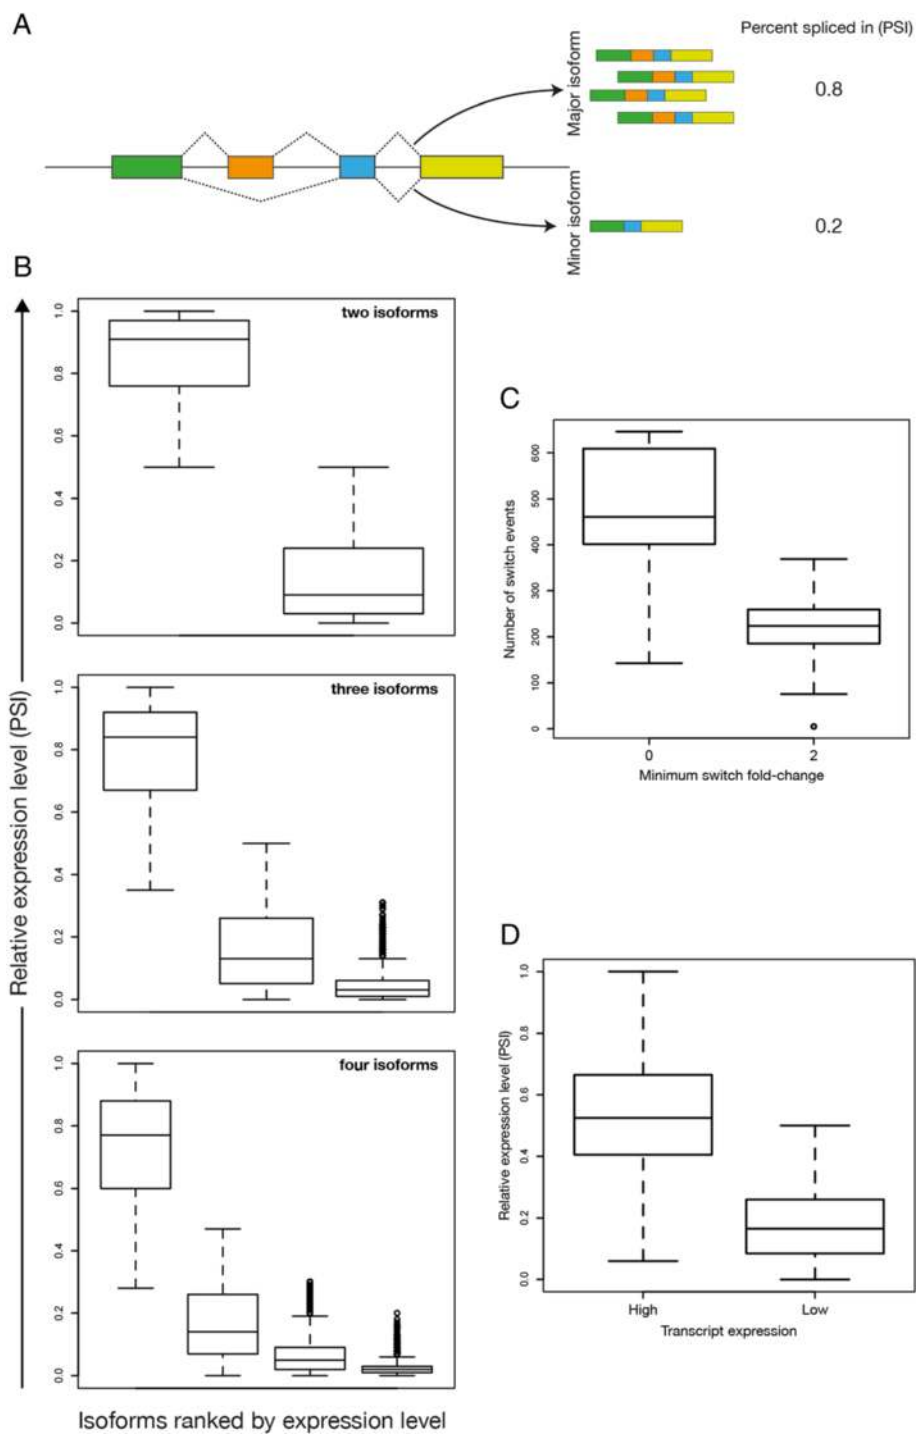 A
Percent spliced in (PSI)
Major isoform
0.8
Minor isoform
0.2
B
Relative expression level (PSI)
two isoforms
1.0
0.8
0.6
0.4
0.2
0.0
three isoforms
1.0
0.8
0.6
0.4
0.2
0.0
four isoforms
1.0
0.8
0.6
0.4
0.2
0.0
Isoforms ranked by expression level
C
Number of switch events
600
500
400
300
200
100
0
0 2
Minimum switch fold-change
D
Relative expression level (PSI)
1.0
0.8
0.6
0.4
0.2
0.0
High Low
Transcript expression